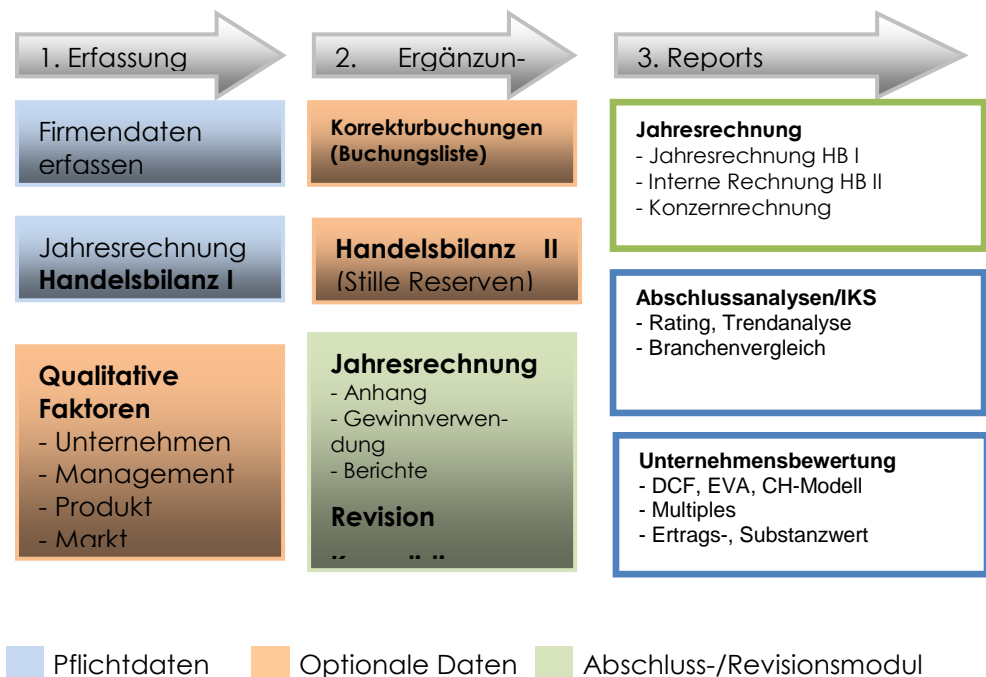 1. Erfassung
2. Ergänzun-
3. Reports
Firmendaten
erfassen
Jahresrechnung
Handelsbilanz I
Qualitative
Faktoren
- Unternehmen
- Management
- Produkt
- Markt
Korrekturbuchungen
(Buchungsliste)
Handelsbilanz II
(Stille Reserven)
Jahresrechnung
- Anhang
- Gewinnverwen-
dung
- Berichte
Revision
Jahresrechnung
- Jahresrechnung HB I
- Interne Rechnung HB II
- Konzernrechnung
Abschlussanalysen/IKS
- Rating, Trendanalyse
- Branchenvergleich
Unternehmensbewertung
- DCF, EVA, CH-Modell
- Multiples
- Ertrags-, Substanzwert
Pflichtdaten
Optionale Daten
Abschluss-/Revisionsmodul